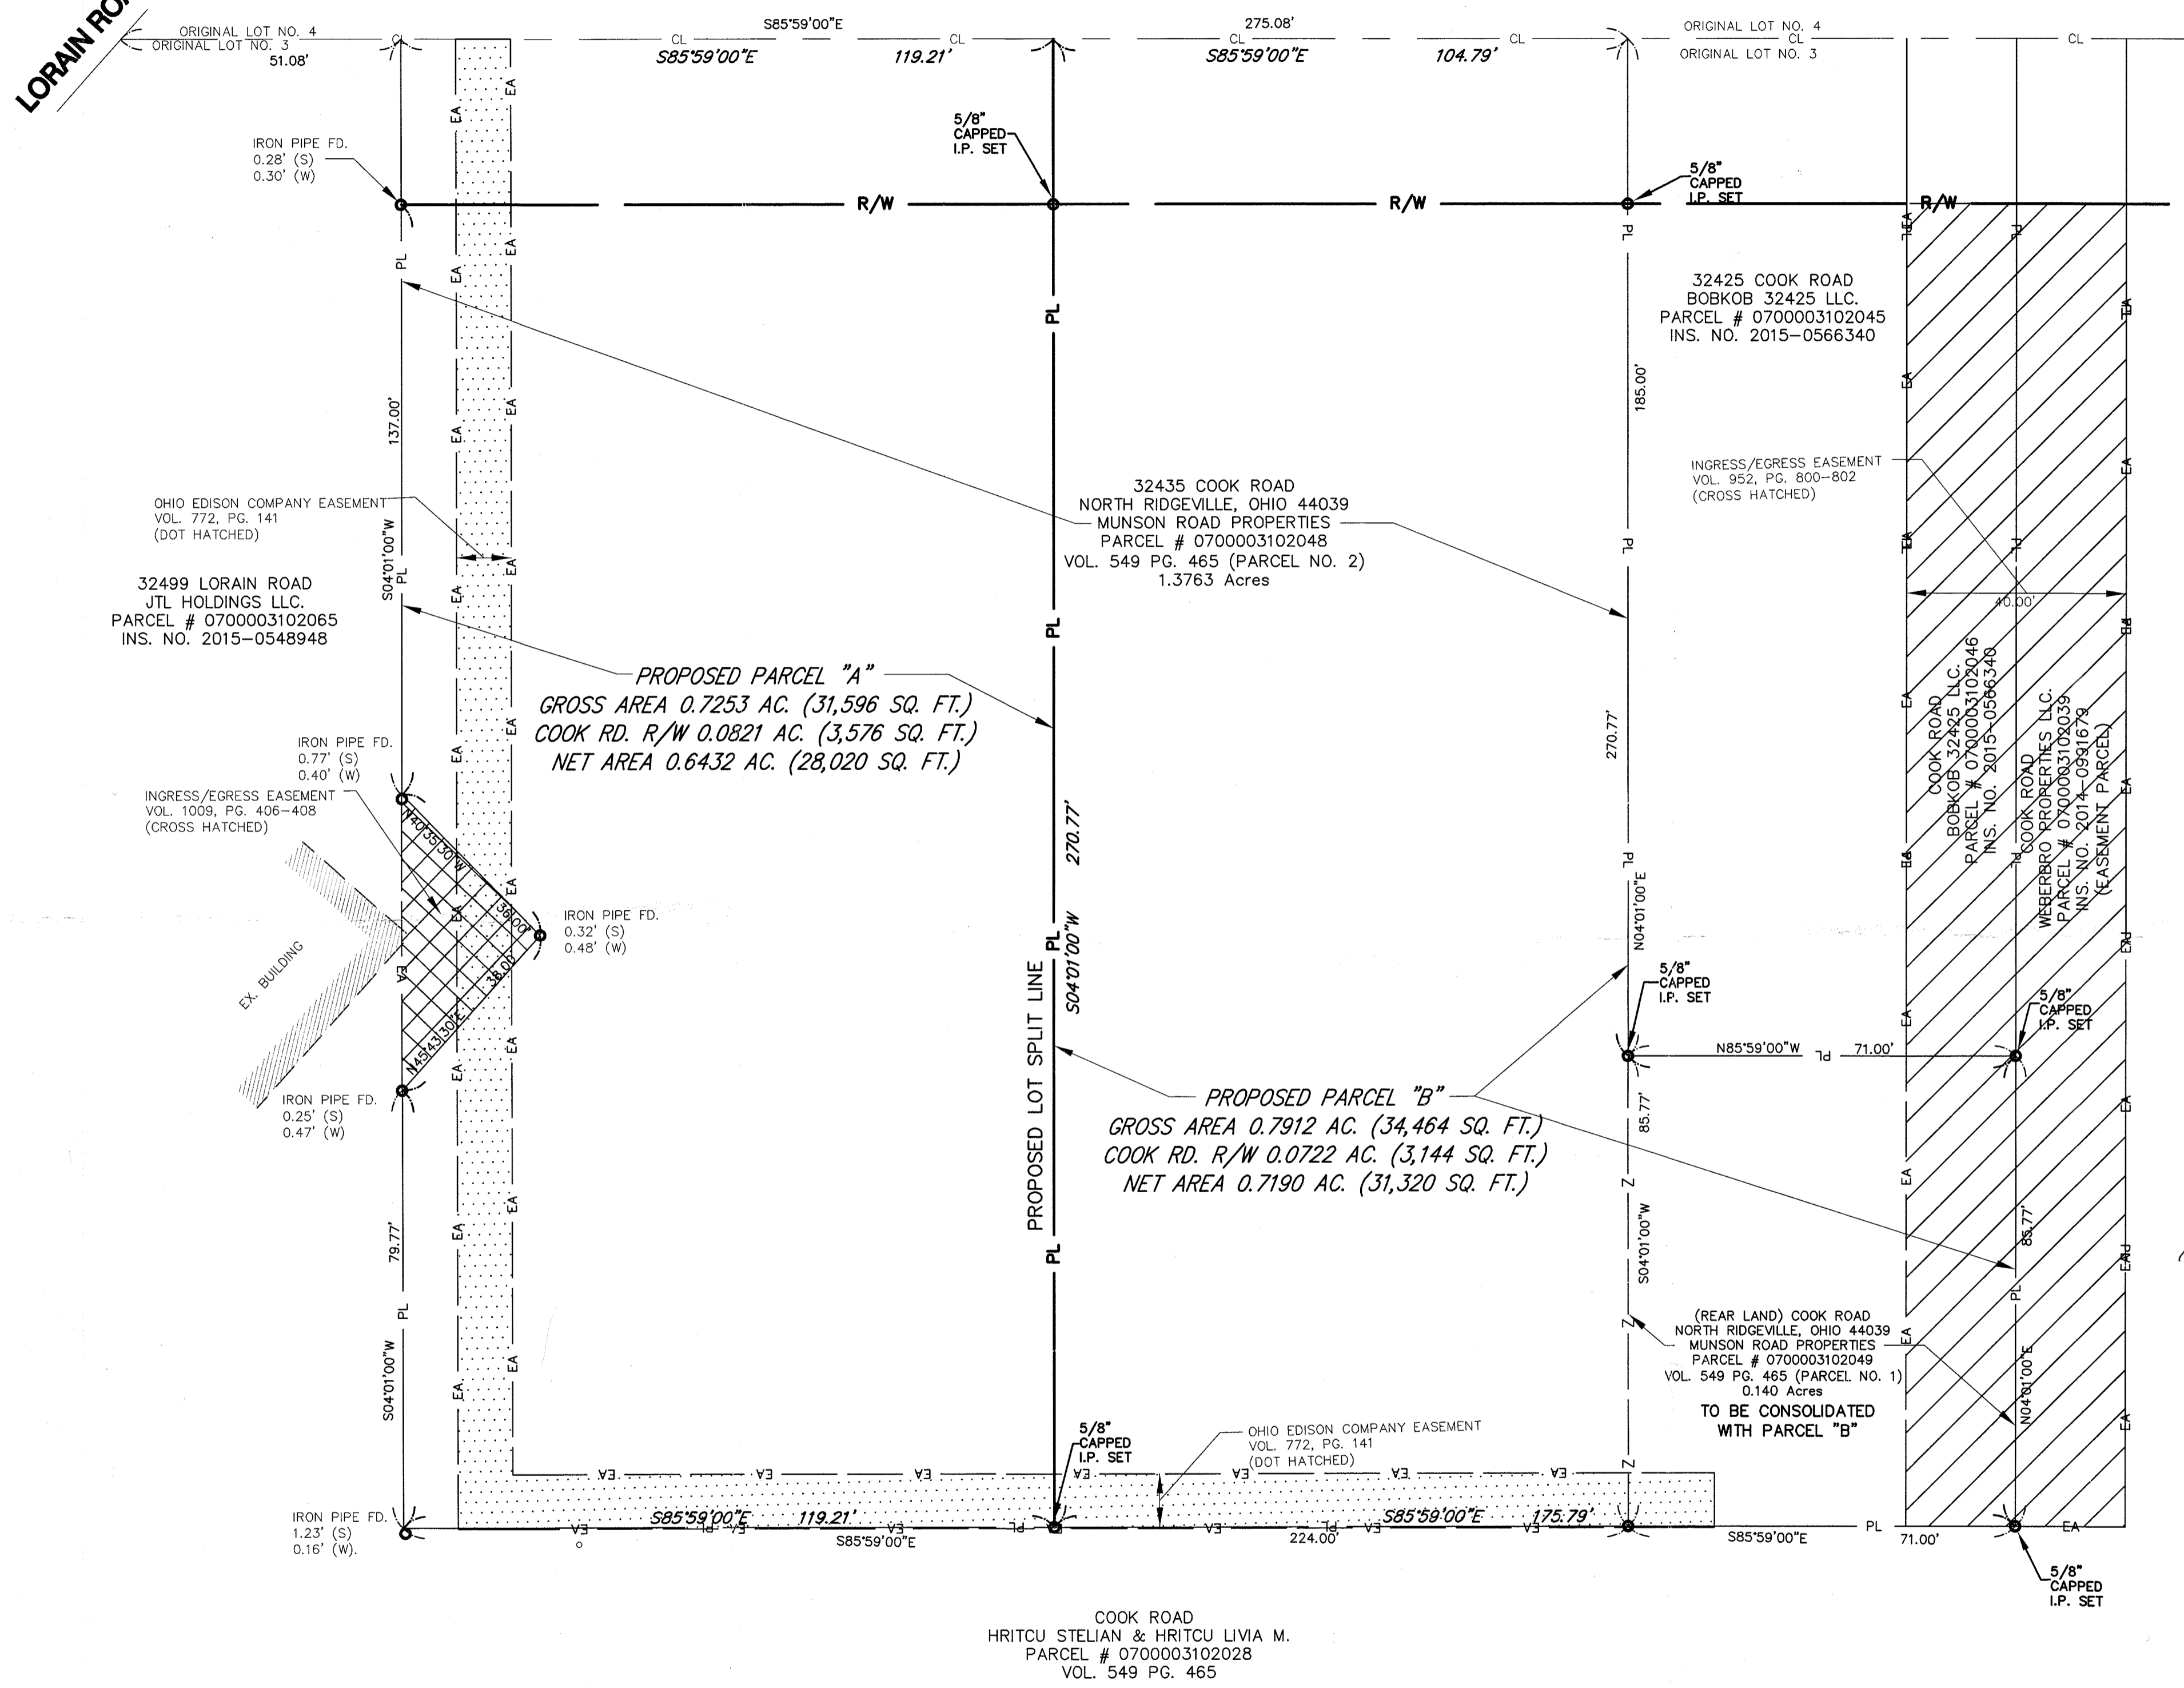 LORAIN ROA
ORIGINAL LOT NO. 4
ORIGINAL LOT NO. 3
51.08'
CL
S85°59'00"E
275.08'
CL
CL
CL
CL
S85°59'00"E
119.21'
S85°59'00"E
104.79'
ORIGINAL LOT NO. 4
ORIGINAL LOT NO. 3
CL
CL
IRON PIPE FD.
0.28' (S)
0.30' (W)
5/8"
CAPPED
I.P. SET
5/8"
CAPPED
I.P. SET
R/W
R/W
R/W
32425 COOK ROAD
BOBKOB 32425 LLC.
PARCEL # 0700003102045
INS. NO. 2015-0566340
137.00'
S04°01'00"W
PL
PL
185.00'
OHIO EDISON COMPANY EASEMENT
VOL. 772, PG. 141
(DOT HATCHED)
32435 COOK ROAD
NORTH RIDGEVILLE, OHIO 44039
MUNSON ROAD PROPERTIES
PARCEL # 0700003102048
VOL. 549 PG. 465 (PARCEL NO. 2)
1.3763 Acres
INGRESS/EGRESS EASEMENT
VOL. 952, PG. 800-802
(CROSS HATCHED)
40.00'
32499 LORAIN ROAD
JTL HOLDINGS LLC.
PARCEL # 0700003102065
INS. NO. 2015-0548948
PROPOSED PARCEL "A"
GROSS AREA 0.7253 AC. (31,596 SQ. FT.)
COOK RD. R/W 0.0821 AC. (3,576 SQ. FT.)
NET AREA 0.6432 AC. (28,020 SQ. FT.)
COOK ROAD
BOBKOB 32425 LLC.
PARCEL # 0700003102046
INS. NO. 2015-0566340
COOK ROAD
WEBERBRO PROPERTIES LLC.
PARCEL # 0700003102039
INS. NO. 2014-0991679
(EASEMENT PARCEL)
270.77'
IRON PIPE FD.
0.77' (S)
0.40' (W)
INGRESS/EGRESS EASEMENT
VOL. 1009, PG. 406-408
(CROSS HATCHED)
N40°35'30"W
36.00'
IRON PIPE FD.
0.32' (S)
0.48' (W)
38.00'
N45°43'30"E
EX. BUILDING
IRON PIPE FD.
0.25' (S)
0.47' (W)
PL
PL
PL
PL
270.77'
S04°01'00"W
PROPOSED LOT SPLIT LINE
N04°01'00"E
5/8"
CAPPED
I.P. SET
5/8"
CAPPED
I.P. SET
N85°59'00"W
PL
71.00'
PROPOSED PARCEL "B"
GROSS AREA 0.7912 AC. (34,464 SQ. FT.)
COOK RD. R/W 0.0722 AC. (3,144 SQ. FT.)
NET AREA 0.7190 AC. (31,320 SQ. FT.)
85.77'
S04°01'00"W
85.77'
N04°01'00"E
79.77'
PL
S04°01'00"W
(REAR LAND) COOK ROAD
NORTH RIDGEVILLE, OHIO 44039
MUNSON ROAD PROPERTIES
PARCEL # 0700003102049
VOL. 549 PG. 465 (PARCEL NO. 1)
0.140 Acres
TO BE CONSOLIDATED
WITH PARCEL "B"
5/8"
CAPPED
I.P. SET
OHIO EDISON COMPANY EASEMENT
VOL. 772, PG. 141
(DOT HATCHED)
IRON PIPE FD.
1.23' (S)
0.16' (W).
S85°59'00"E
119.21'
S85°59'00"E
175.79'
S85°59'00"E
224.00'
S85°59'00"E
PL
71.00'
EA
5/8"
CAPPED
I.P. SET
COOK ROAD
HRITCU STELIAN & HRITCU LIVIA M.
PARCEL # 0700003102028
VOL. 549 PG. 465